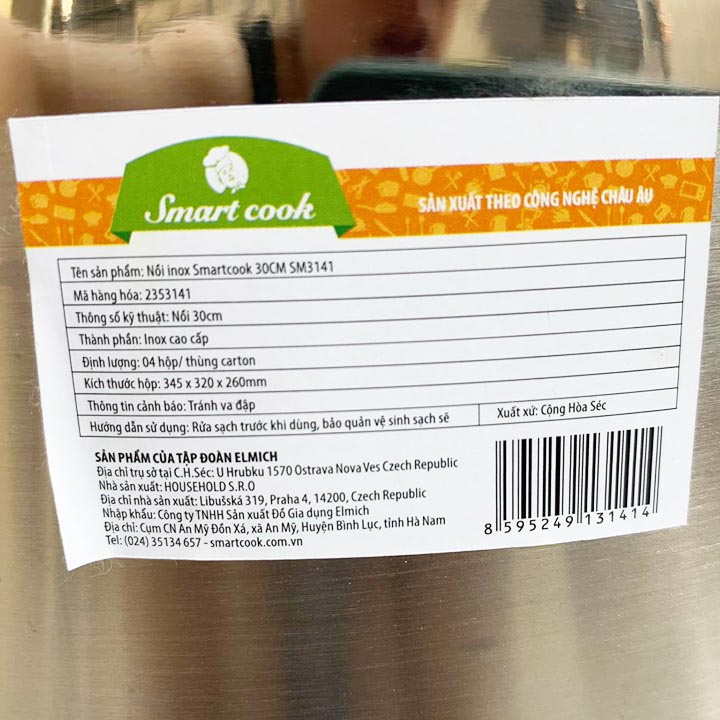 Smart cook
SẢN XUẤT THEO CÔNG NGHỆ CHÂU ÂU
Tên sản phẩm: Nồi inox Smartcook 30CM SM3141
Mã hàng hóa: 2353141
Thông số kỹ thuật: Nồi 30cm
Thành phần: Inox cao cấp
Định lượng: 04 hộp/ thùng carton
Kích thước hộp: 345 x 320 x 260mm
Thông tin cảnh báo: Tránh va đập
Hướng dẫn sử dụng: Rửa sạch trước khi dùng, bảo quản vệ sinh sạch sẽ
Xuất xứ: Cộng Hòa Séc
SẢN PHẨM CỦA TẬP ĐOÀN ELMICH
Địa chỉ trụ sở tại C.H.Séc: U Hrubku 1570 Ostrava Nova Ves Czech Republic
Nhà sản xuất: HOUSEHOLD S.R.O
Địa chỉ nhà sản xuất: Libušská 319, Praha 4, 14200, Czech Republic
Nhập khẩu: Công ty TNHH Sản xuất Đồ Gia dụng Elmich
Địa chỉ: Cụm CN An Mỹ Đồn Xá, xã An Mỹ, Huyện Bình Lục, tỉnh Hà Nam
Tel: (024) 35134 657 - smartcook.com.vn
8 595249 131414